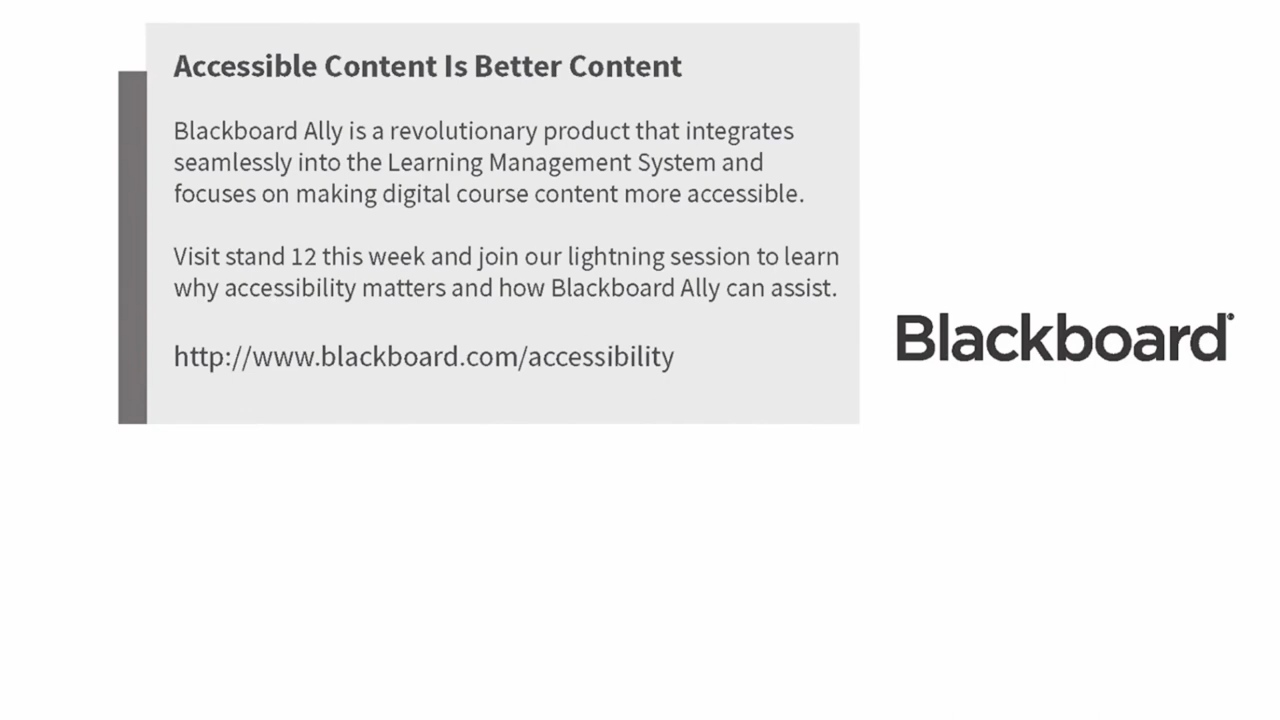 Accessible Content Is Better Content
Blackboard Ally is a revolutionary product that integrates
seamlessly into the Learning Management System and
focuses on making digital course content more accessible.
Visit stand 12 this week and join our lightning session to learn
why accessibility matters and how Blackboard Ally can assist.
http://www.blackboard.com/accessibility
Blackboard